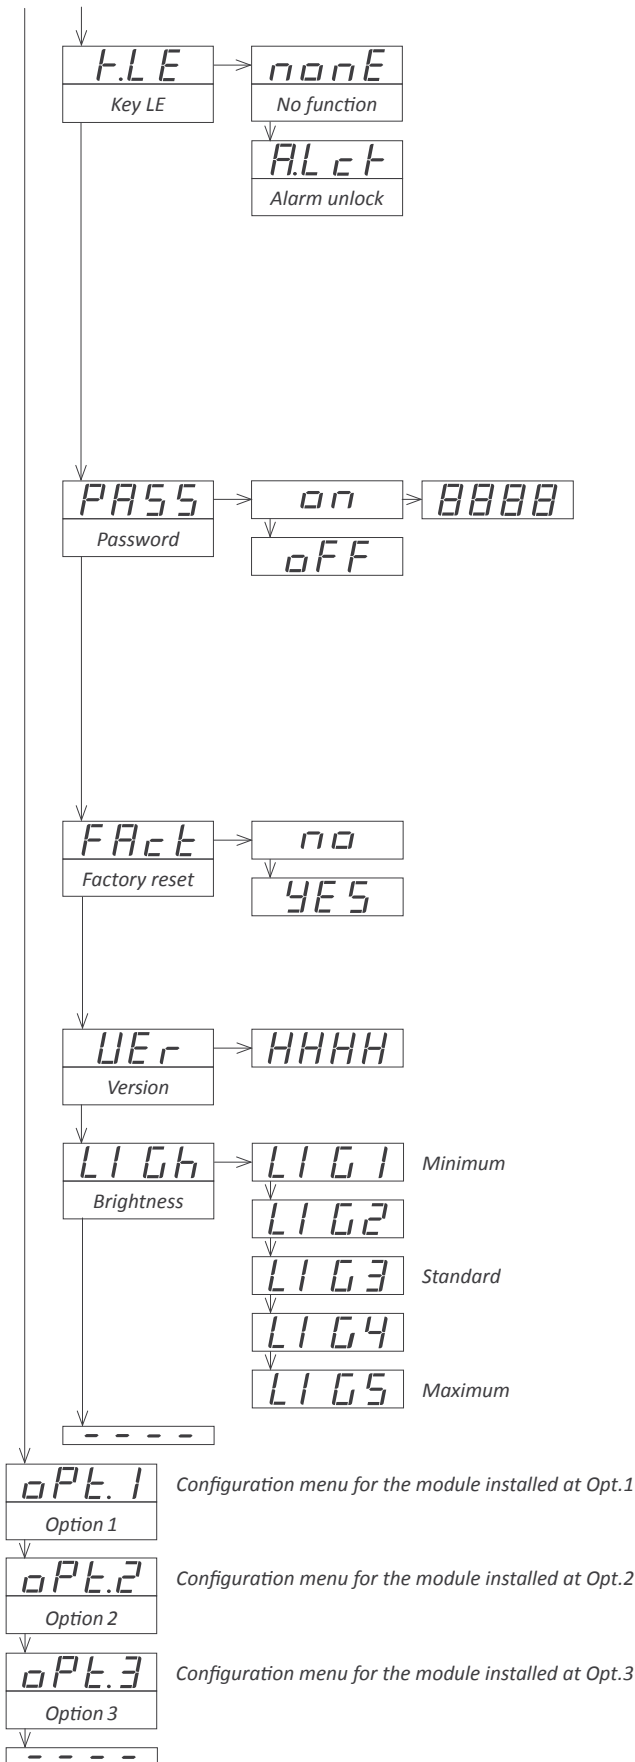 K.LE nonE
Key LE No function
A.Lck
Alarm unlock
PASS on 8888
Password
oFF
FAct no
Factory reset
YES
VEr HHHH
Version
LIGh LIG1 Minimum
Brightness
LIG2
LIG3 Standard
LIG4
LIG5 Maximum
----
oPt.1 Configuration menu for the module installed at Opt.1
Option 1
oPt.2 Configuration menu for the module installed at Opt.2
Option 2
oPt.3 Configuration menu for the module installed at Opt.3
Option 3
----